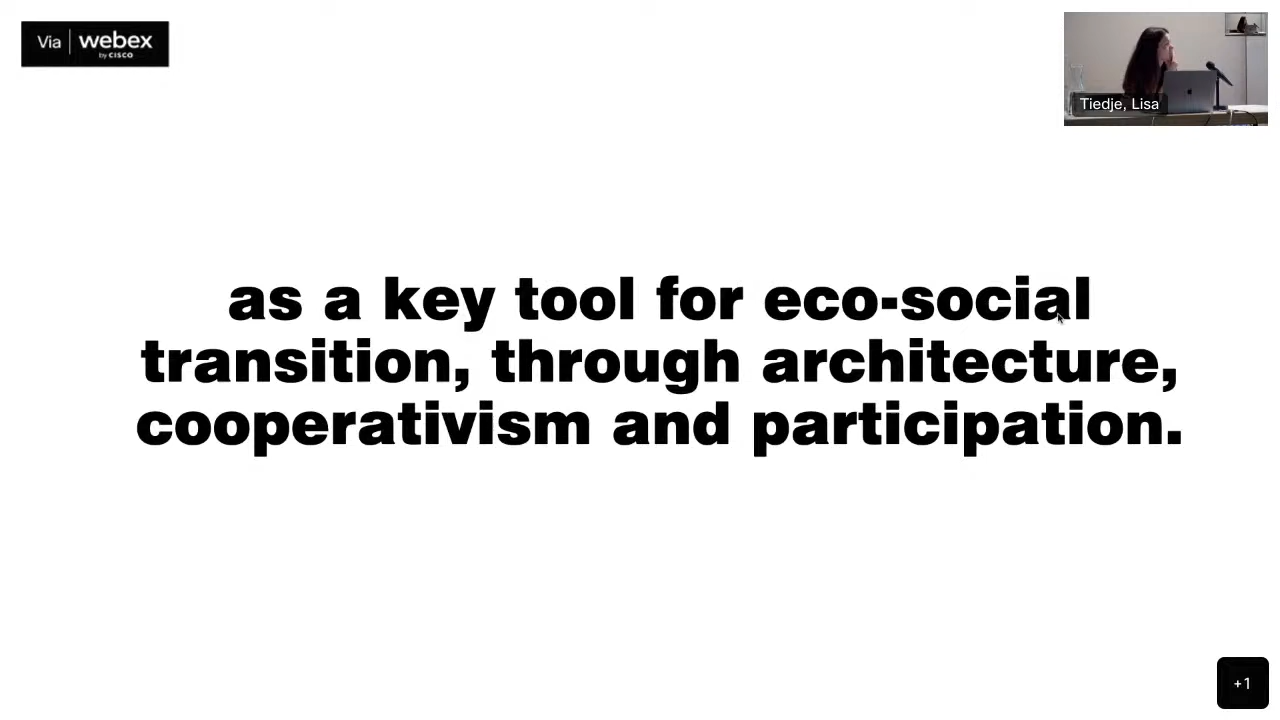 Via | webex
by CISCO
Tiedje, Lisa
as a key tool for eco-social
transition, through architecture,
cooperativism and participation.
+1